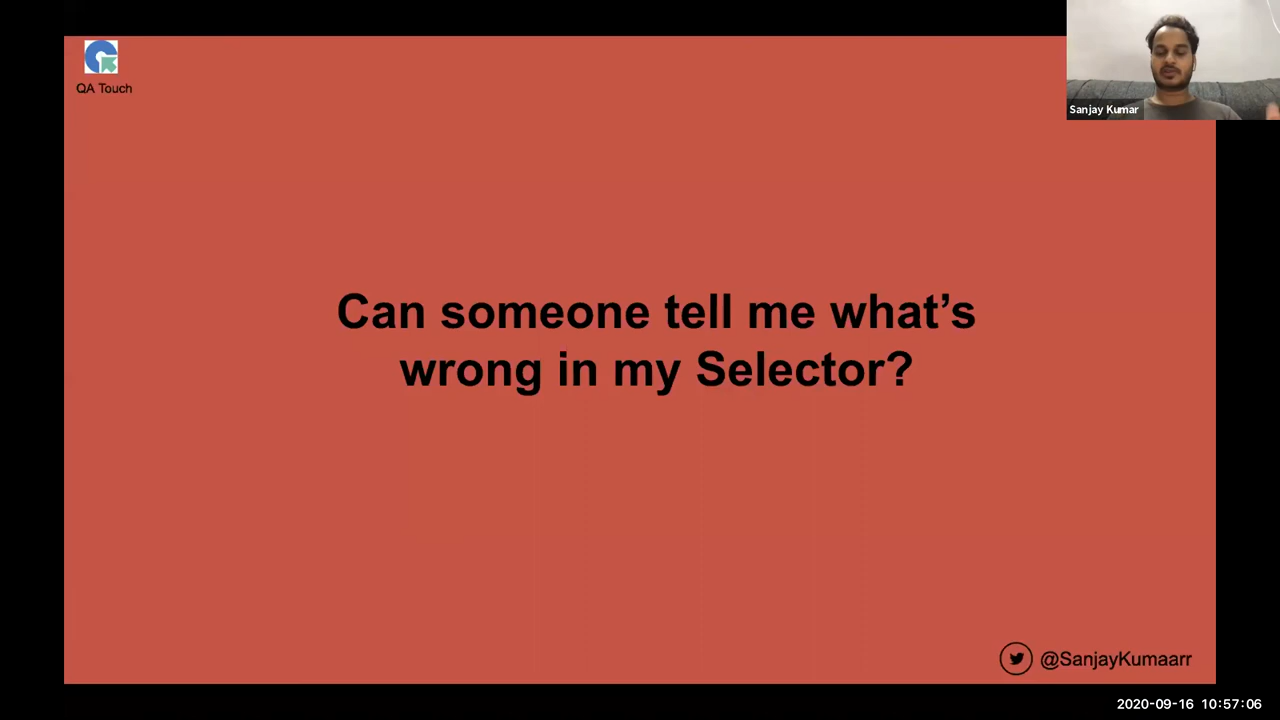 QA Touch
Sanjay Kumar
Can someone tell me what’s
wrong in my Selector?
@SanjayKumaarr
2020-09-16 10:57:06